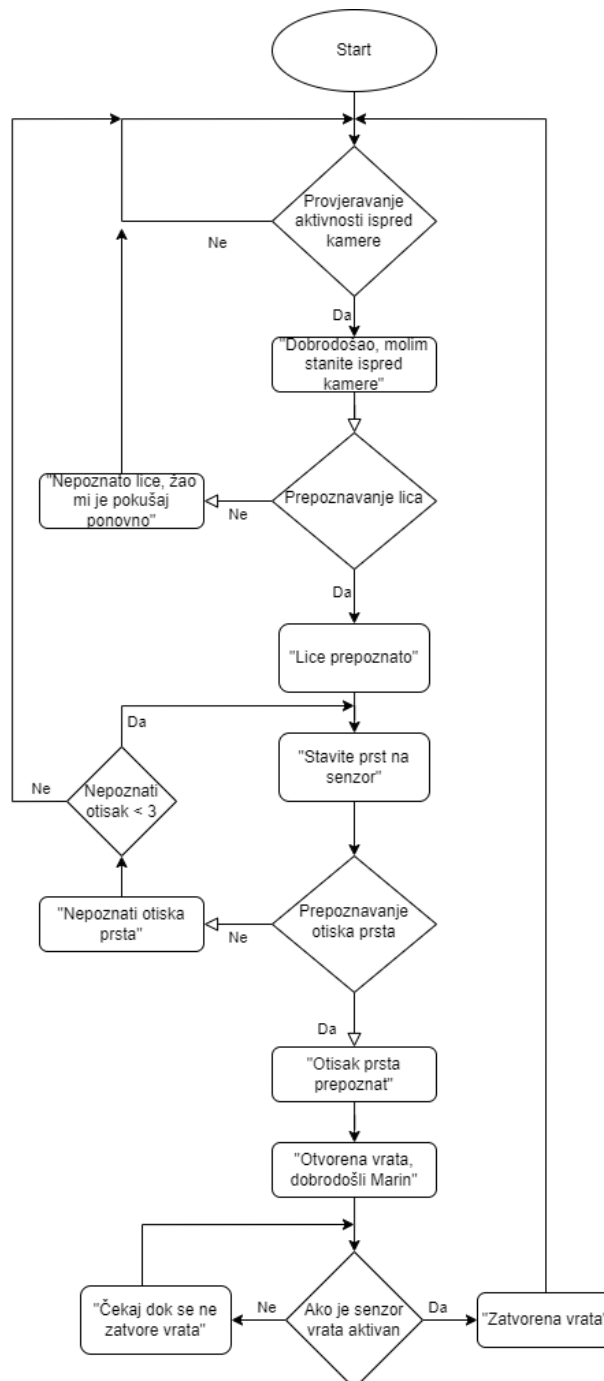 Start
Provjeravanje
aktivnosti ispred
kamere
Ne
Da
"Dobrodošao, molim
stanite ispred
kamere"
Prepoznavanje lica
Ne
"Nepoznato lice, žao
mi je pokušaj
ponovno"
Da
"Lice prepoznato"
Da
"Stavite prst na
senzor"
Ne
Nepoznati
otisak < 3
Prepoznavanje
otiska prsta
Ne
"Nepoznati otiska
prsta"
Da
"Otisak prsta
prepoznat"
"Otvorena vrata,
dobrodošli Marin"
Ako je senzor
vrata aktivan
Ne
"Čekaj dok se ne
zatvore vrata"
Da
"Zatvorena vrata"